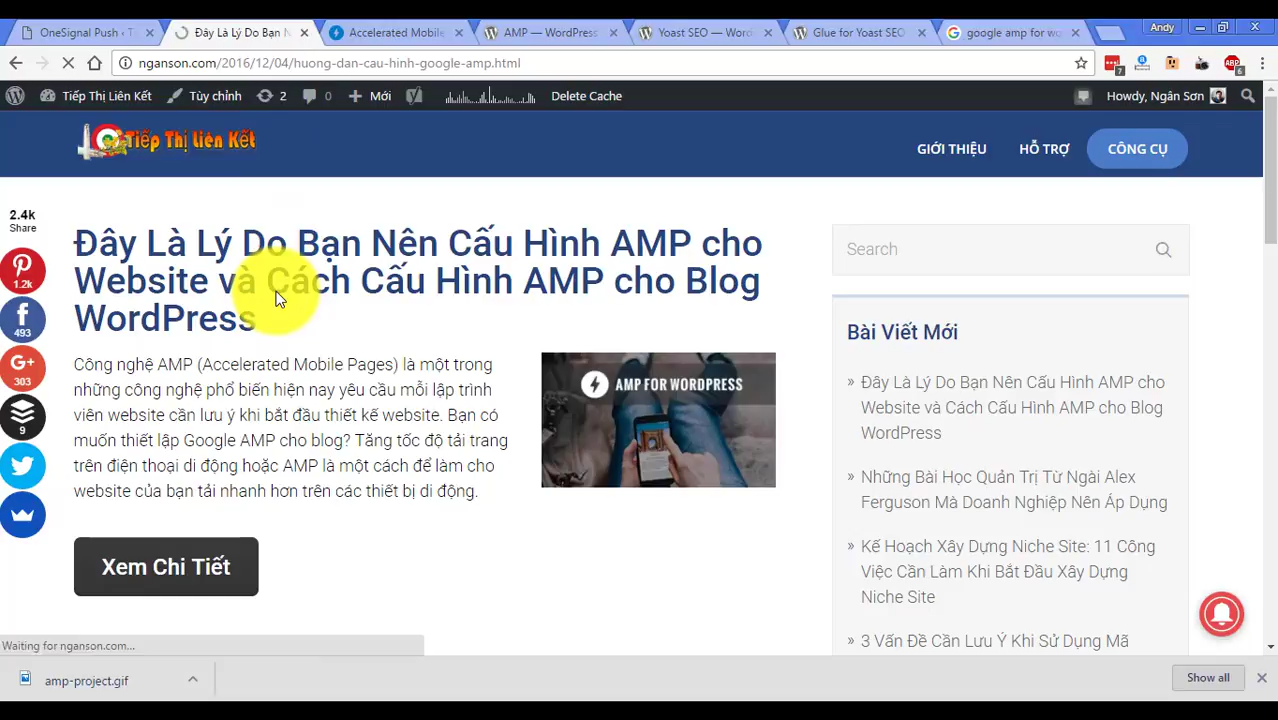 OneSignal Push - T
Đây Là Lý Do Bạn N
Accelerated Mobile
AMP — WordPress
Yoast SEO — Word
Glue for Yoast SEO
google amp for wo
Andy
nganson.com/2016/12/04/huong-dan-cau-hinh-google-amp.html
7
6
Tiếp Thị Liên Kết
Tùy chỉnh
2
0
Mới
Delete Cache
Howdy, Ngân Sơn
Tiếp Thị Liên Kết
GIỚI THIỆU
HỖ TRỢ
CÔNG CỤ
2.4k
Share
1.2k
493
G+
303
9
Đây Là Lý Do Bạn Nên Cấu Hình AMP cho
Website và Cách Cấu Hình AMP cho Blog
WordPress
Công nghệ AMP (Accelerated Mobile Pages) là một trong
những công nghệ phổ biến hiện nay yêu cầu mỗi lập trình
viên website cần lưu ý khi bắt đầu thiết kế website. Bạn có
muốn thiết lập Google AMP cho blog? Tăng tốc độ tải trang
trên điện thoại di động hoặc AMP là một cách để làm cho
website của bạn tải nhanh hơn trên các thiết bị di động.
AMP FOR WORDPRESS
Xem Chi Tiết
Search
Bài Viết Mới
» Đây Là Lý Do Bạn Nên Cấu Hình AMP cho
Website và Cách Cấu Hình AMP cho Blog
WordPress
» Những Bài Học Quản Trị Từ Ngài Alex
Ferguson Mà Doanh Nghiệp Nên Áp Dụng
» Kế Hoạch Xây Dựng Niche Site: 11 Công
Việc Cần Làm Khi Bắt Đầu Xây Dựng
Niche Site
» 3 Vấn Đề Cần Lưu Ý Khi Sử Dụng Mã
Waiting for nganson.com...
amp-project.gif
Show all